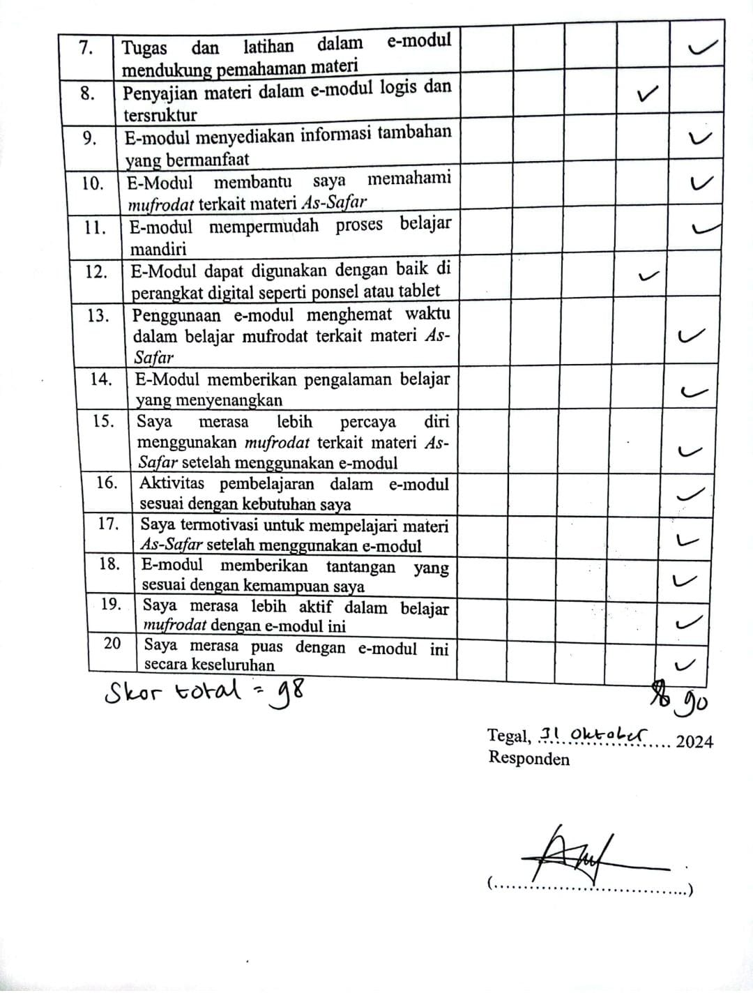 7. Tugas dan latihan dalam e-modul
mendukung pemahaman materi
8. Penyajian materi dalam e-modul logis dan
tersruktur
9. E-modul menyediakan informasi tambahan
yang bermanfaat
10. E-Modul membantu saya memahami
mufrodat terkait materi As-Safar
11. E-modul mempermudah proses belajar
mandiri
12. E-Modul dapat digunakan dengan baik di
perangkat digital seperti ponsel atau tablet
13. Penggunaan e-modul menghemat waktu
dalam belajar mufrodat terkait materi As-
Safar
14. E-Modul memberikan pengalaman belajar
yang menyenangkan
15. Saya merasa lebih percaya diri
menggunakan mufrodat terkait materi As-
Safar setelah menggunakan e-modul
16. Aktivitas pembelajaran dalam e-modul
sesuai dengan kebutuhan saya
17. Saya termotivasi untuk mempelajari materi
As-Safar setelah menggunakan e-modul
18. E-modul memberikan tantangan yang
sesuai dengan kemampuan saya
19. Saya merasa lebih aktif dalam belajar
mufrodat dengan e-modul ini
20 Saya merasa puas dengan e-modul ini
secara keseluruhan
Skor total = 98
90
Tegal, 31 Oktober 2024
Responden
(....................................)